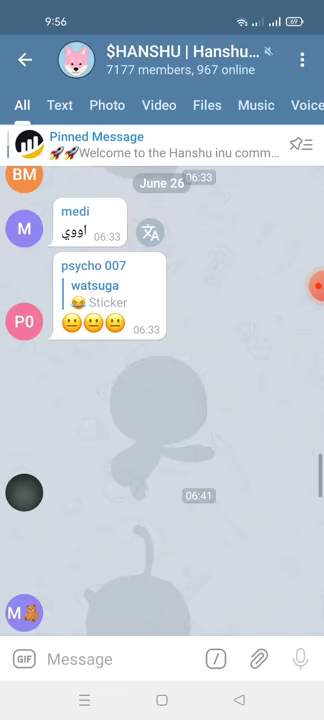 9:56
69
$HANSHU | Hanshu...
7177 members, 967 online
All Text Photo Video Files Music Voice
Pinned Message
🚀🚀Welcome to the Hanshu inu comm...
BM
06:33
June 26
M
medi
اووي
06:33
psycho 007
watsuga
😂 Sticker
😐😐😐
06:33
P0
06:41
M🧸
GIF
Message
/